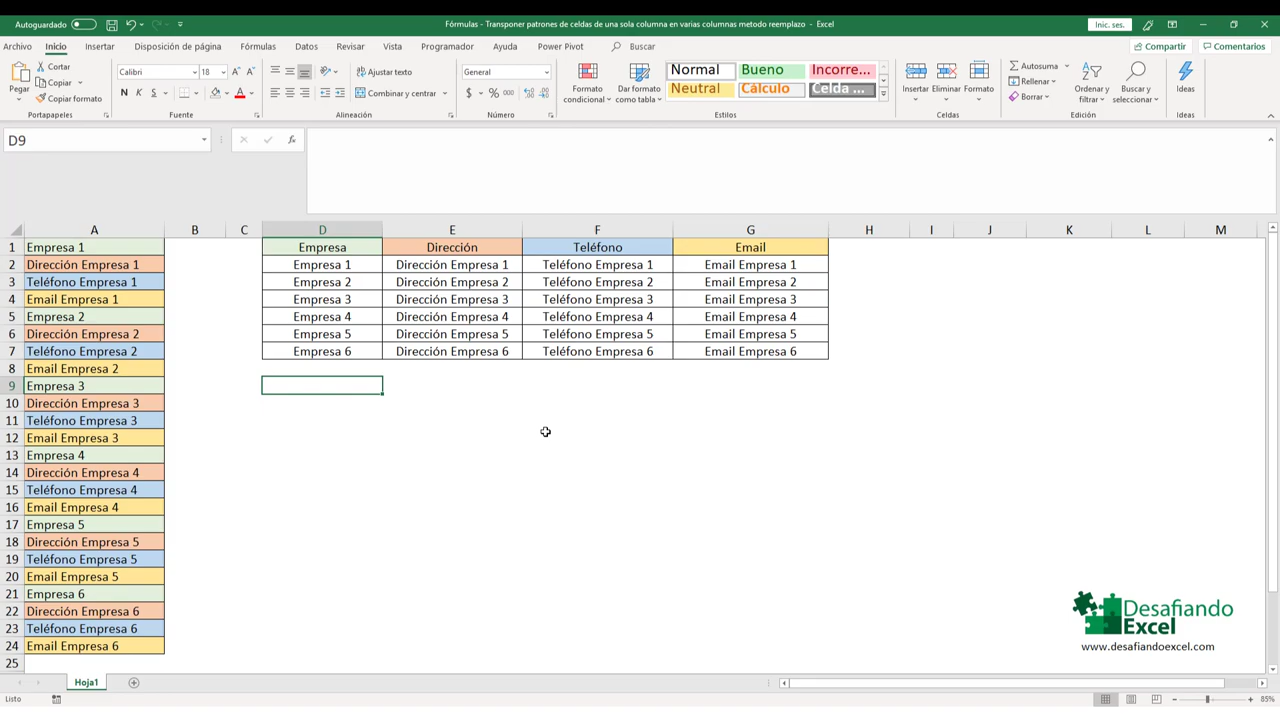 Autoguardado
Fórmulas - Transponer patrones de celdas de una sola columna en varias columnas metodo reemplazo - Excel
Inic. ses.
Archivo Inicio Insertar Disposición de página Fórmulas Datos Revisar Vista Programador Ayuda Power Pivot Buscar
Compartir Comentarios
Pegar
Cortar
Copiar
Copiar formato
Portapapeles
Calibri 18
N K S
Fuente
Ajustar texto
Combinar y centrar
Alineación
General
$ % 000
Número
Formato condicional
Dar formato como tabla
Normal Bueno Incorre...
Neutral Cálculo Celda ...
Estilos
Insertar Eliminar Formato
Celdas
Autosuma
Rellenar
Borrar
Ordenar y filtrar
Buscar y seleccionar
Edición
Ideas
Ideas
D9
fx
A B C D E F G H I J K L M
1 Empresa 1 Empresa Dirección Teléfono Email
2 Dirección Empresa 1 Empresa 1 Dirección Empresa 1 Teléfono Empresa 1 Email Empresa 1
3 Teléfono Empresa 1 Empresa 2 Dirección Empresa 2 Teléfono Empresa 2 Email Empresa 2
4 Email Empresa 1 Empresa 3 Dirección Empresa 3 Teléfono Empresa 3 Email Empresa 3
5 Empresa 2 Empresa 4 Dirección Empresa 4 Teléfono Empresa 4 Email Empresa 4
6 Dirección Empresa 2 Empresa 5 Dirección Empresa 5 Teléfono Empresa 5 Email Empresa 5
7 Teléfono Empresa 2 Empresa 6 Dirección Empresa 6 Teléfono Empresa 6 Email Empresa 6
8 Email Empresa 2
9 Empresa 3
10 Dirección Empresa 3
11 Teléfono Empresa 3
12 Email Empresa 3
13 Empresa 4
14 Dirección Empresa 4
15 Teléfono Empresa 4
16 Email Empresa 4
17 Empresa 5
18 Dirección Empresa 5
19 Teléfono Empresa 5
20 Email Empresa 5
21 Empresa 6
22 Dirección Empresa 6
23 Teléfono Empresa 6
24 Email Empresa 6
25
Desafiando
Excel
www.desafiandoexcel.com
Hoja1
Listo
85%